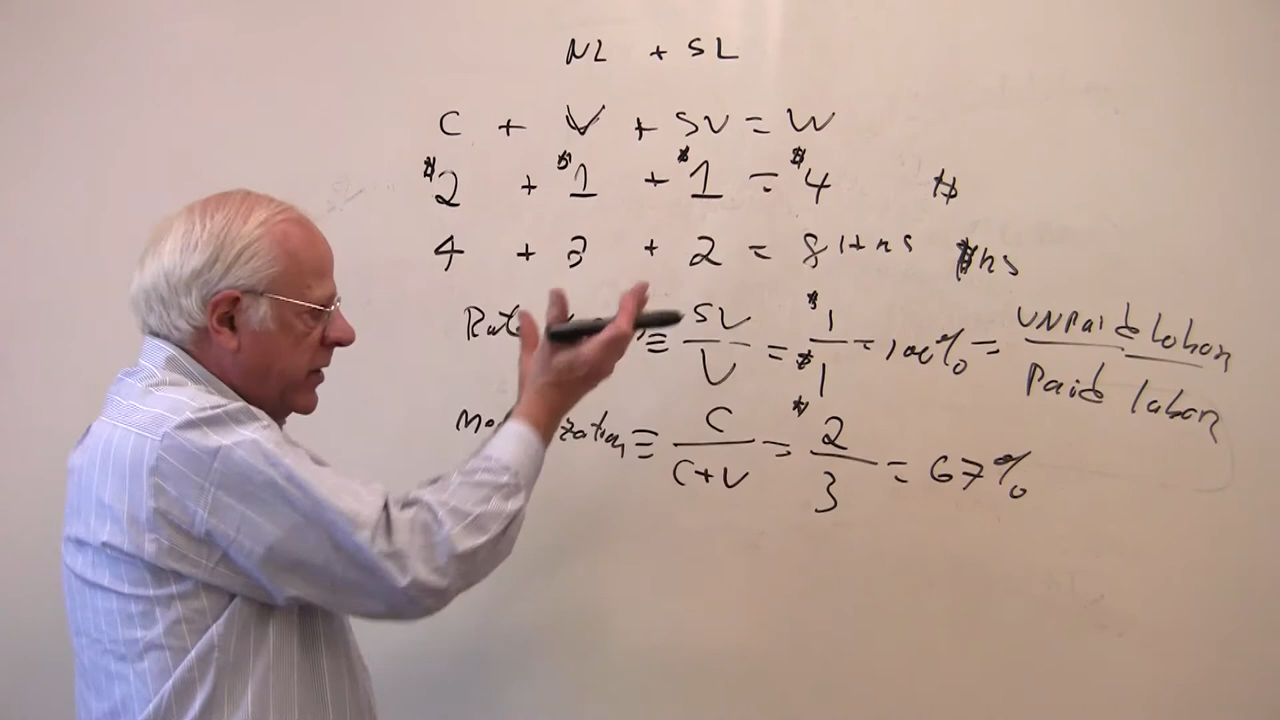 NL + SL
C + V + SV = W
$2 + $1 + $1 = $4 $
4 + 3 + 2 = 8 Hrs Hrs
≡ SV / V = $1 / $1 = 100% = UNPaid labor / Paid labor
≡ C / C+V = $2 / 3 = 67%